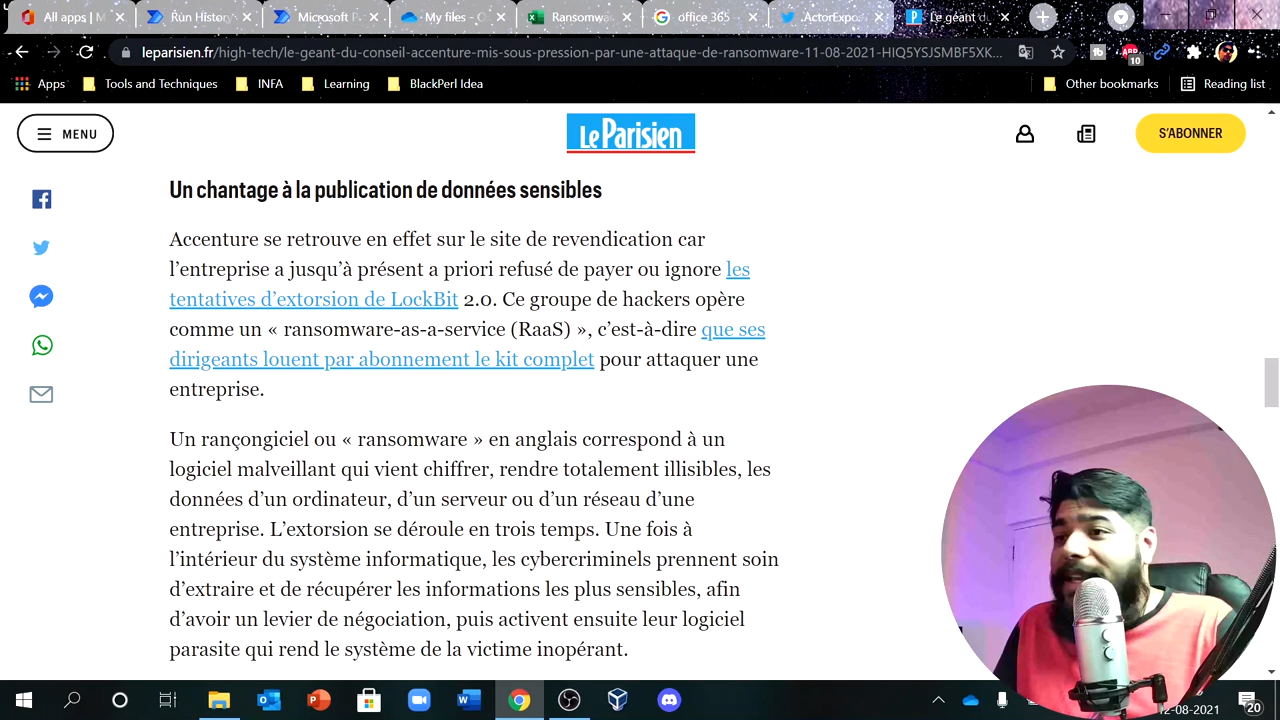 All apps | M
Run History
Microsoft P
My files - O
Ransomwa
office 365
ActorExpo
Le géant du
leparisien.fr/high-tech/le-geant-du-conseil-accenture-mis-sous-pression-par-une-attaque-de-ransomware-11-08-2021-HIQ5YSJSMBF5XK...
10
Apps
Tools and Techniques
INFA
Learning
BlackPerl Idea
Other bookmarks
Reading list
MENU
Le Parisien
S'ABONNER
Un chantage à la publication de données sensibles
Accenture se retrouve en effet sur le site de revendication car
l'entreprise a jusqu'à présent a priori refusé de payer ou ignore les
tentatives d'extorsion de LockBit 2.0. Ce groupe de hackers opère
comme un « ransomware-as-a-service (RaaS) », c'est-à-dire que ses
dirigeants louent par abonnement le kit complet pour attaquer une
entreprise.
Un rançongiciel ou « ransomware » en anglais correspond à un
logiciel malveillant qui vient chiffrer, rendre totalement illisibles, les
données d'un ordinateur, d'un serveur ou d'un réseau d'une
entreprise. L'extorsion se déroule en trois temps. Une fois à
l'intérieur du système informatique, les cybercriminels prennent soin
d'extraire et de récupérer les informations les plus sensibles, afin
d'avoir un levier de négociation, puis activent ensuite leur logiciel
parasite qui rend le système de la victime inopérant.
12-08-2021
20